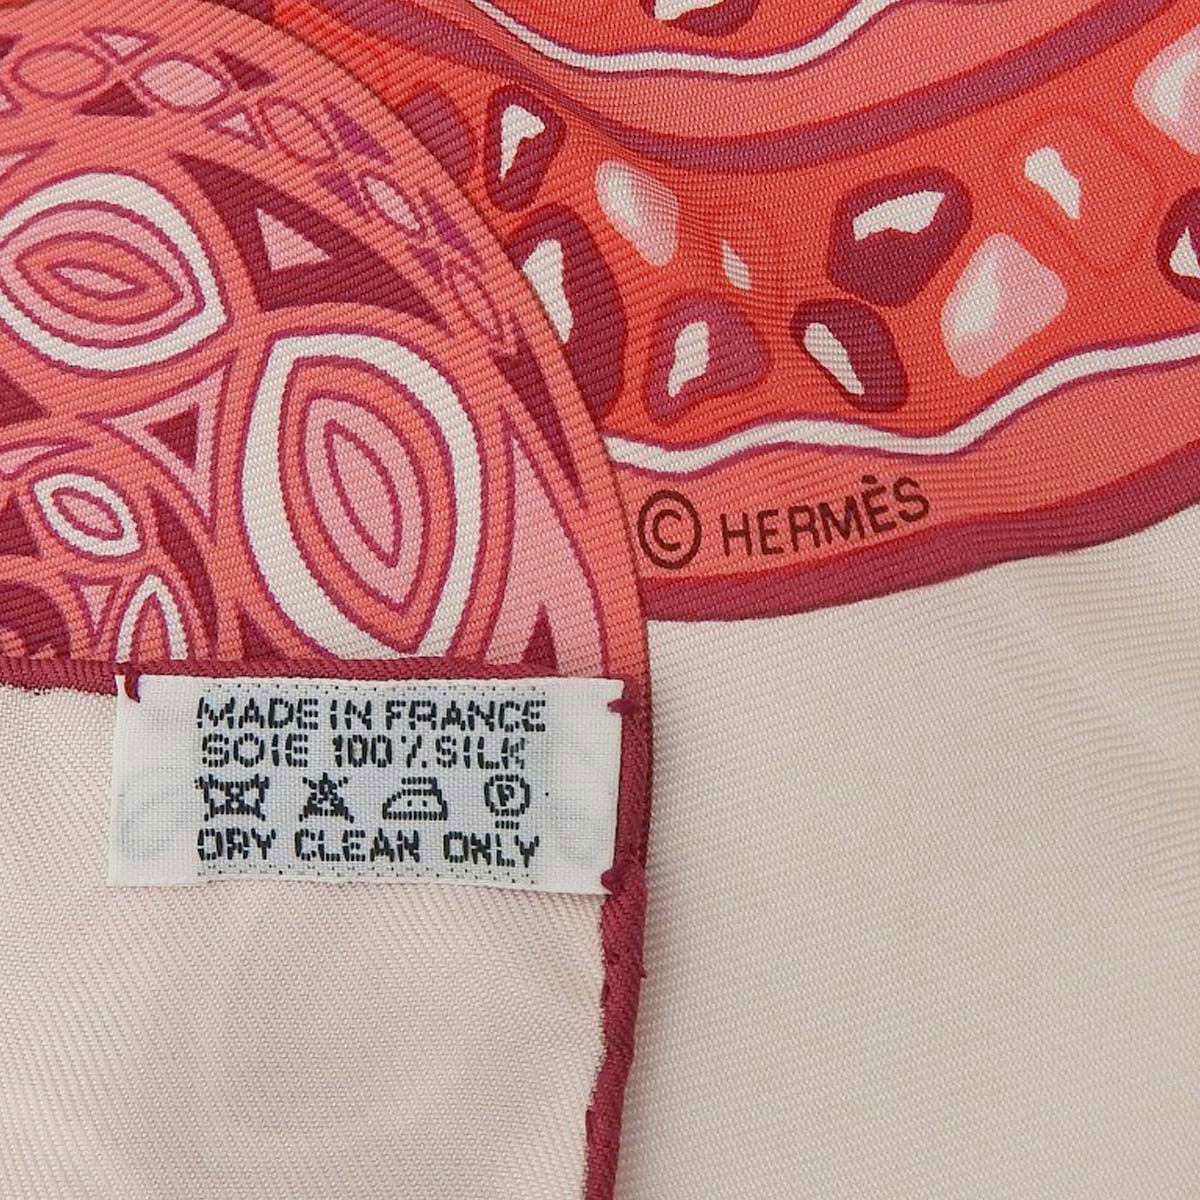 © HERMÈS
MADE IN FRANCE
SOIE 100% SILK
P
DRY CLEAN ONLY